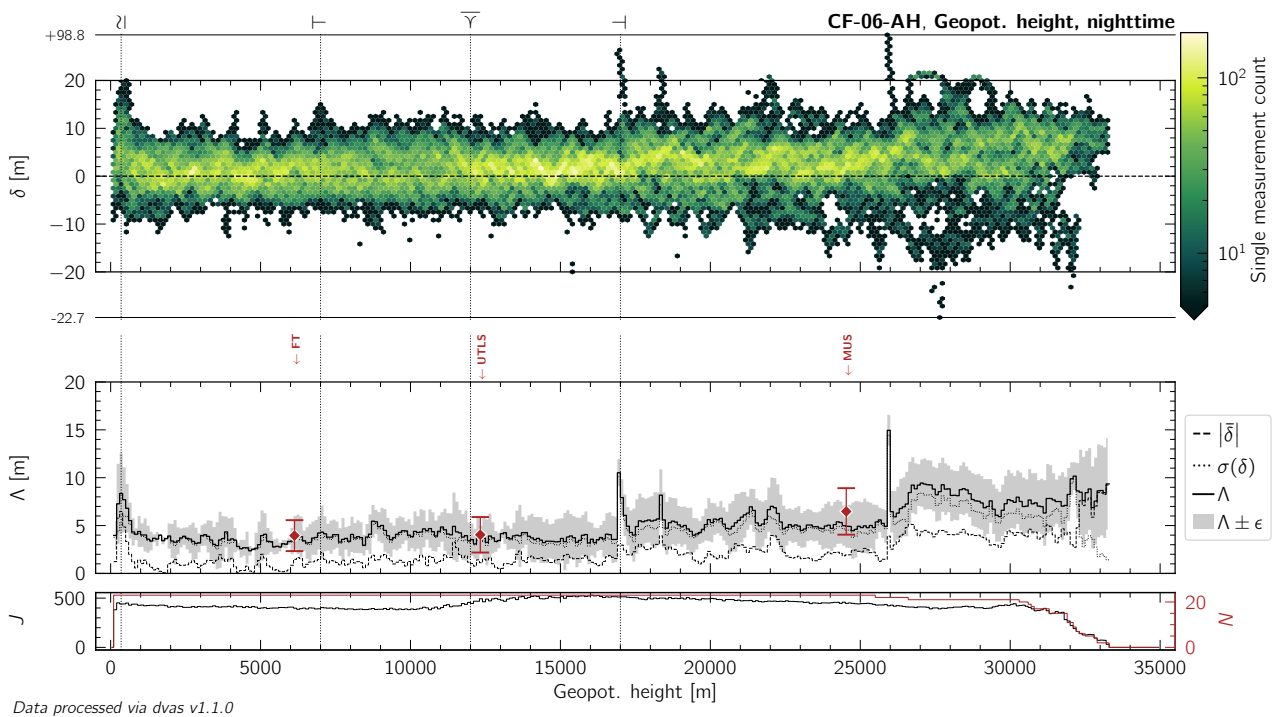 CF-06-AH, Geopot. height, nighttime
+98.8
20
10
0
−10
−20
-22.7
δ [m]
10²
10¹
Single measurement count
← FT
← UTLS
← MUS
20
15
10
5
0
Λ [m]
|δ̄|
σ(δ)
Λ
Λ ± ϵ
500
0
J
20
0
N
0 5000 10000 15000 20000 25000 30000 35000
Geopot. height [m]
Data processed via dvas v1.1.0